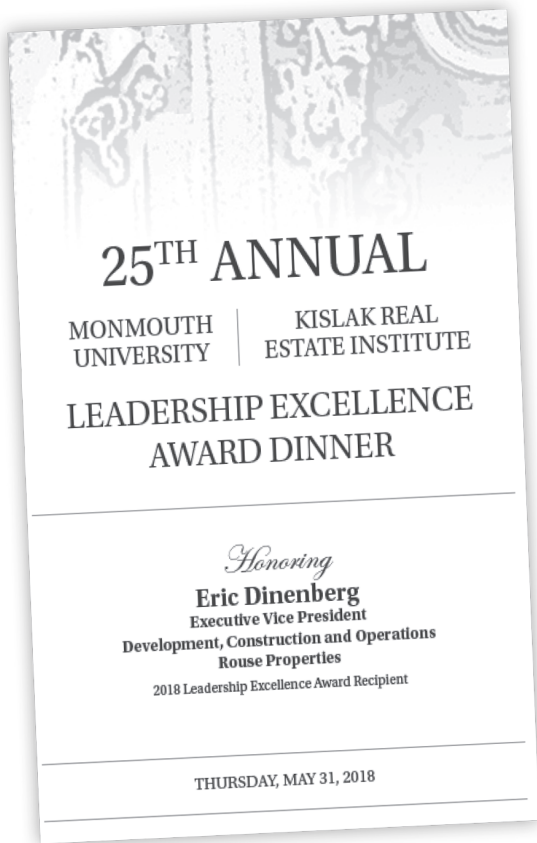 25TH ANNUAL
MONMOUTH
UNIVERSITY
KISLAK REAL
ESTATE INSTITUTE
LEADERSHIP EXCELLENCE
AWARD DINNER
Honoring
Eric Dinenberg
Executive Vice President
Development, Construction and Operations
Rouse Properties
2018 Leadership Excellence Award Recipient
THURSDAY, MAY 31, 2018